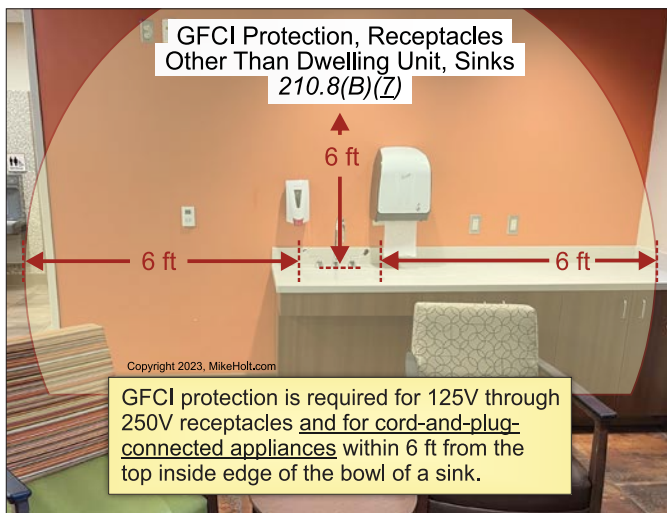 GFCI Protection, Receptacles
Other Than Dwelling Unit, Sinks
210.8(B)(7)
6 ft
6 ft
6 ft
Copyright 2023, MikeHolt.com
GFCI protection is required for 125V through
250V receptacles and for cord-and-plug-
connected appliances within 6 ft from the
top inside edge of the bowl of a sink.